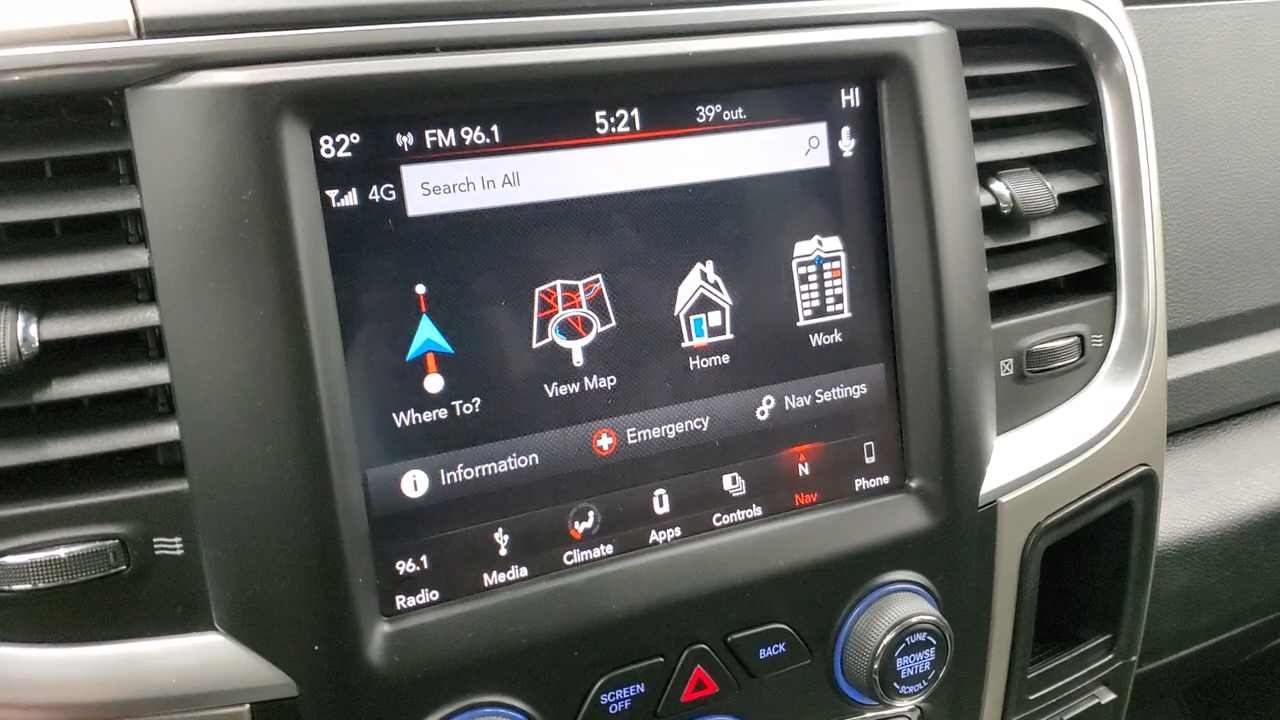 82° FM 96.1 5:21 39°out. HI
4G Search In All
Where To? View Map Home Work
Information Emergency Nav Settings
96.1 N
Radio Media Climate Apps Controls Nav Phone
SCREEN OFF
BACK
TUNE
BROWSE
ENTER
SCROLL